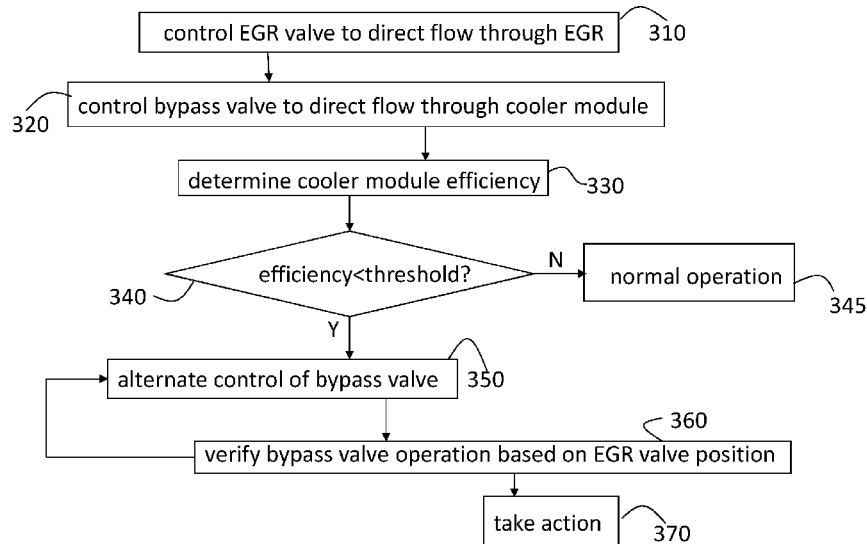 control EGR valve to direct flow through EGR
310
control bypass valve to direct flow through cooler module
320
determine cooler module efficiency
330
efficiency<threshold?
N
normal operation
340
345
Y
alternate control of bypass valve
350
360
verify bypass valve operation based on EGR valve position
take action
370